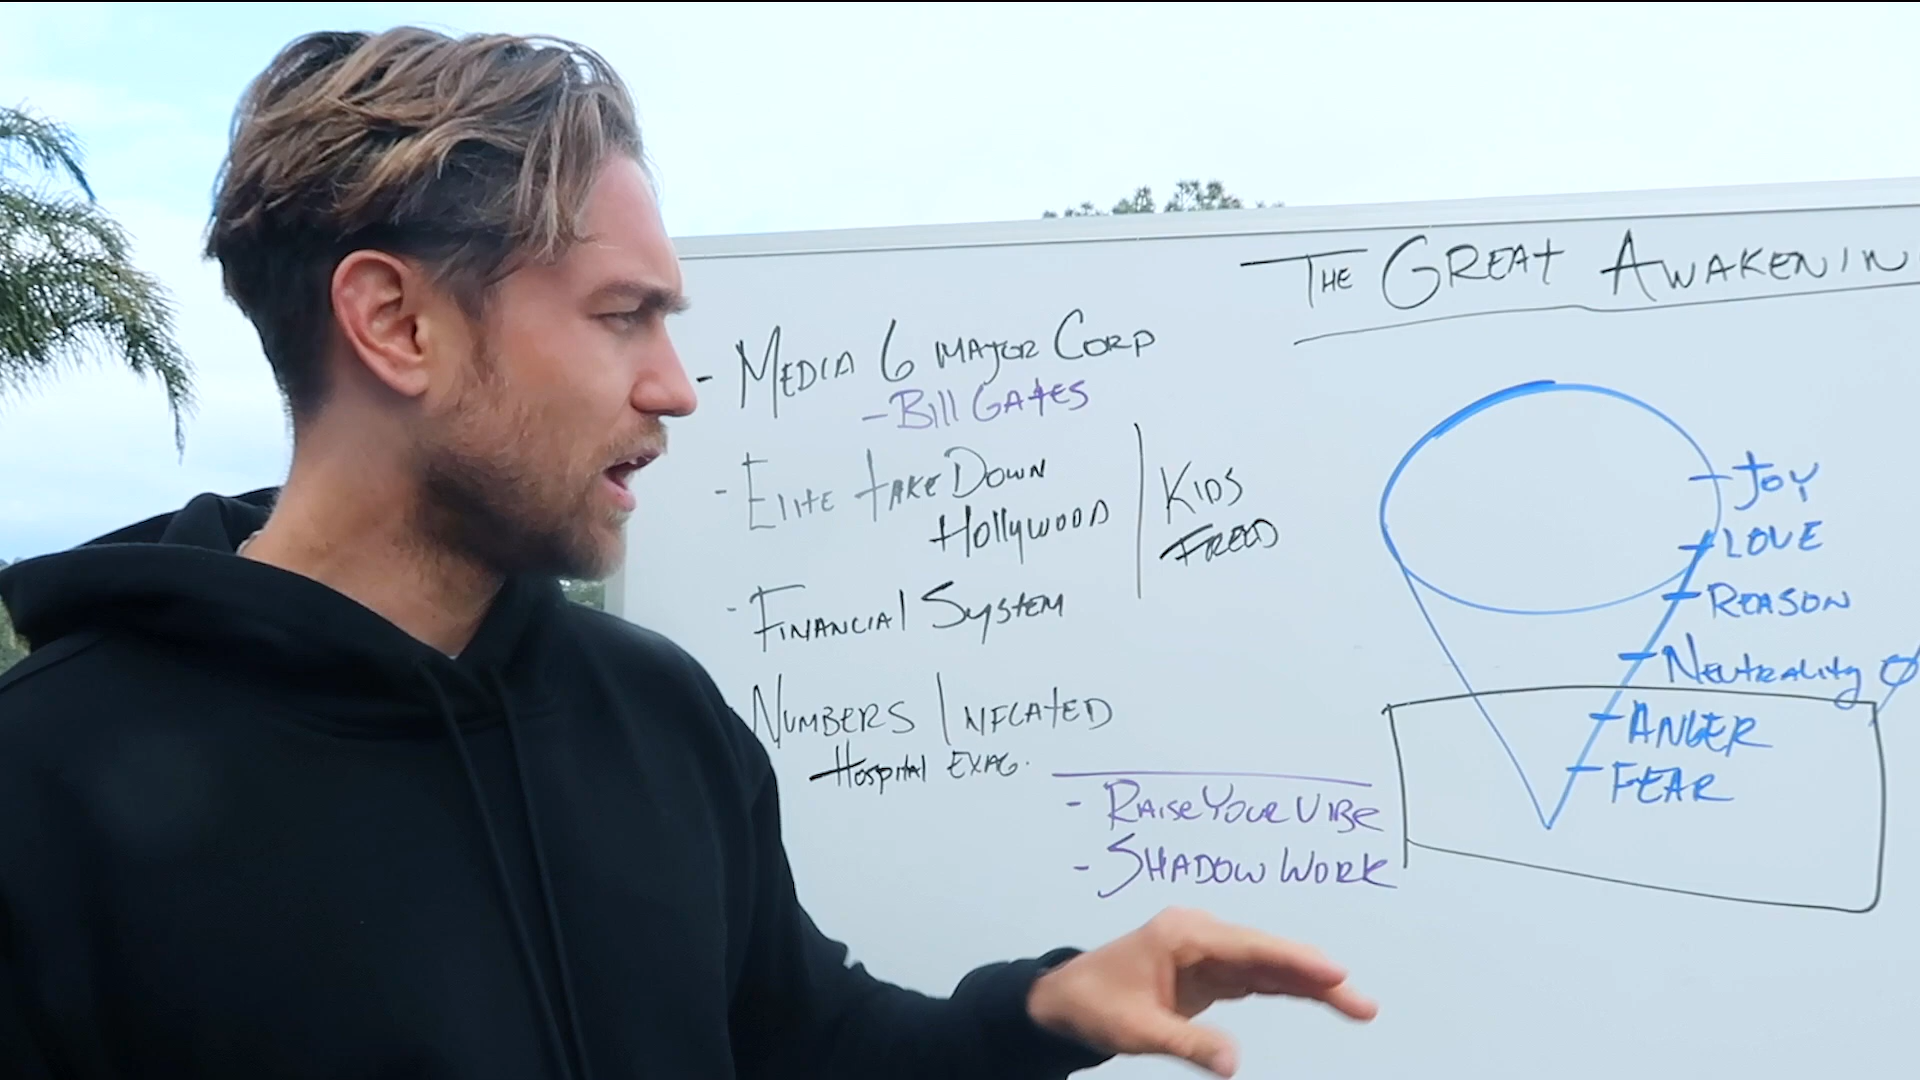 THE GREAT AWAKENIN
- MEDIA 6 MAJOR CORP
- Bill GATES
- ELITE TAKE DOWN
HOllYWOOD
KIDS
FREED
- FINANCIAl SYSTEM
NUMBERS INFLATED
HOSPITAl EXAG.
- RAISE YOUR VIBE
- SHADOW WORK
JOY
LOVE
REASON
NEUTRALITY
ANGER
FEAR